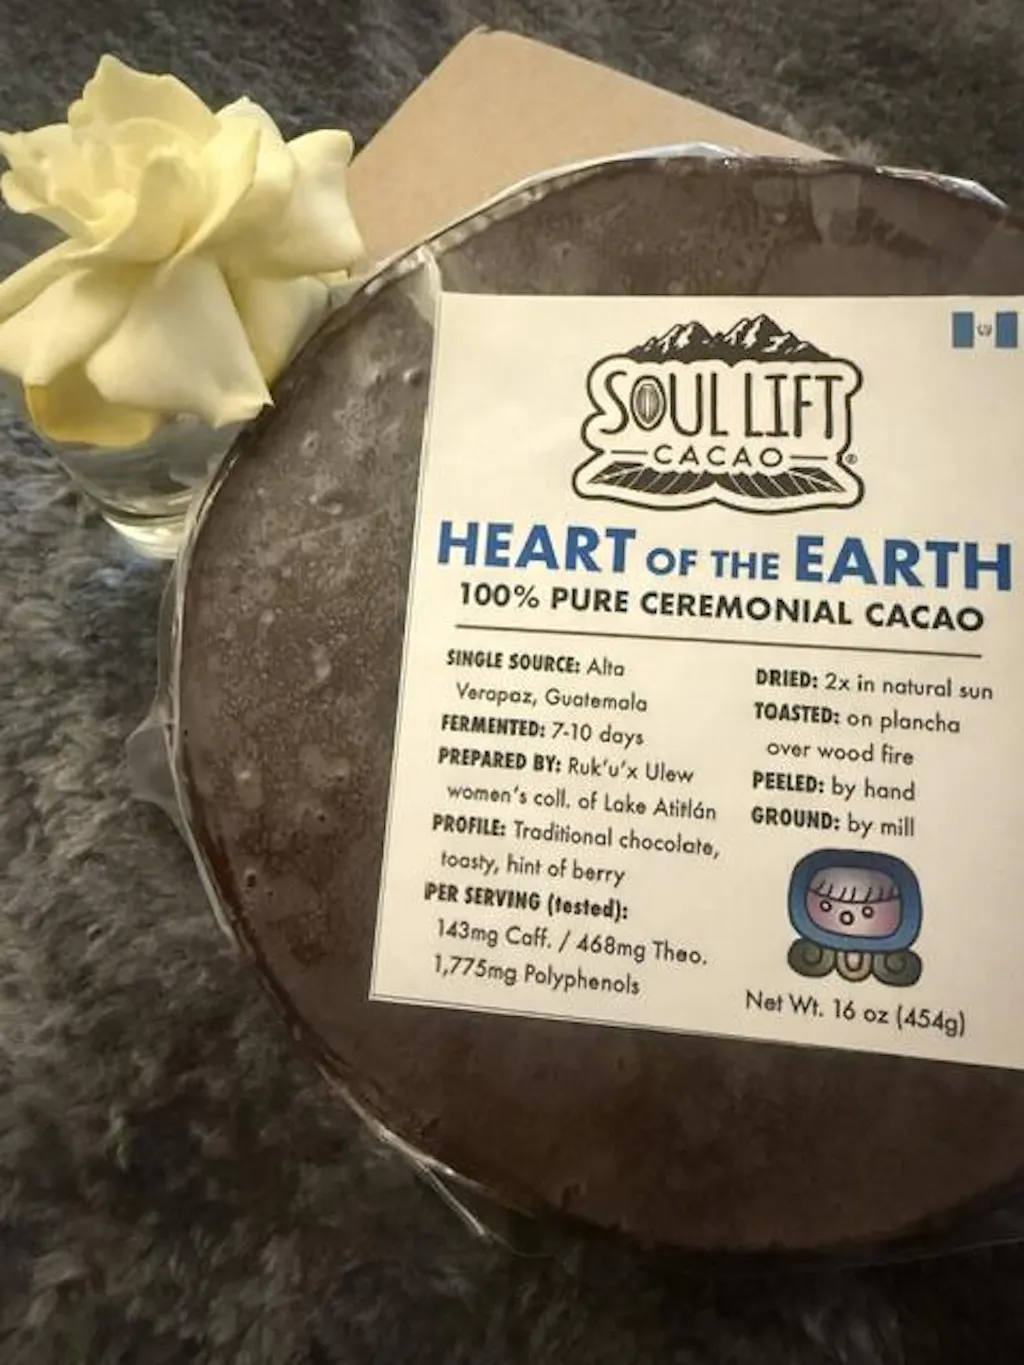 SOUL LIFT
CACAO
®
HEART OF THE EARTH
100% PURE CEREMONIAL CACAO
SINGLE SOURCE: Alta
Verapaz, Guatemala
FERMENTED: 7-10 days
PREPARED BY: Ruk'u'x Ulew
women's coll. of Lake Atitlán
PROFILE: Traditional chocolate,
toasty, hint of berry
PER SERVING (tested):
143mg Caff. / 468mg Theo.
1,775mg Polyphenols
DRIED: 2x in natural sun
TOASTED: on plancha
over wood fire
PEELED: by hand
GROUND: by mill
Net Wt. 16 oz (454g)